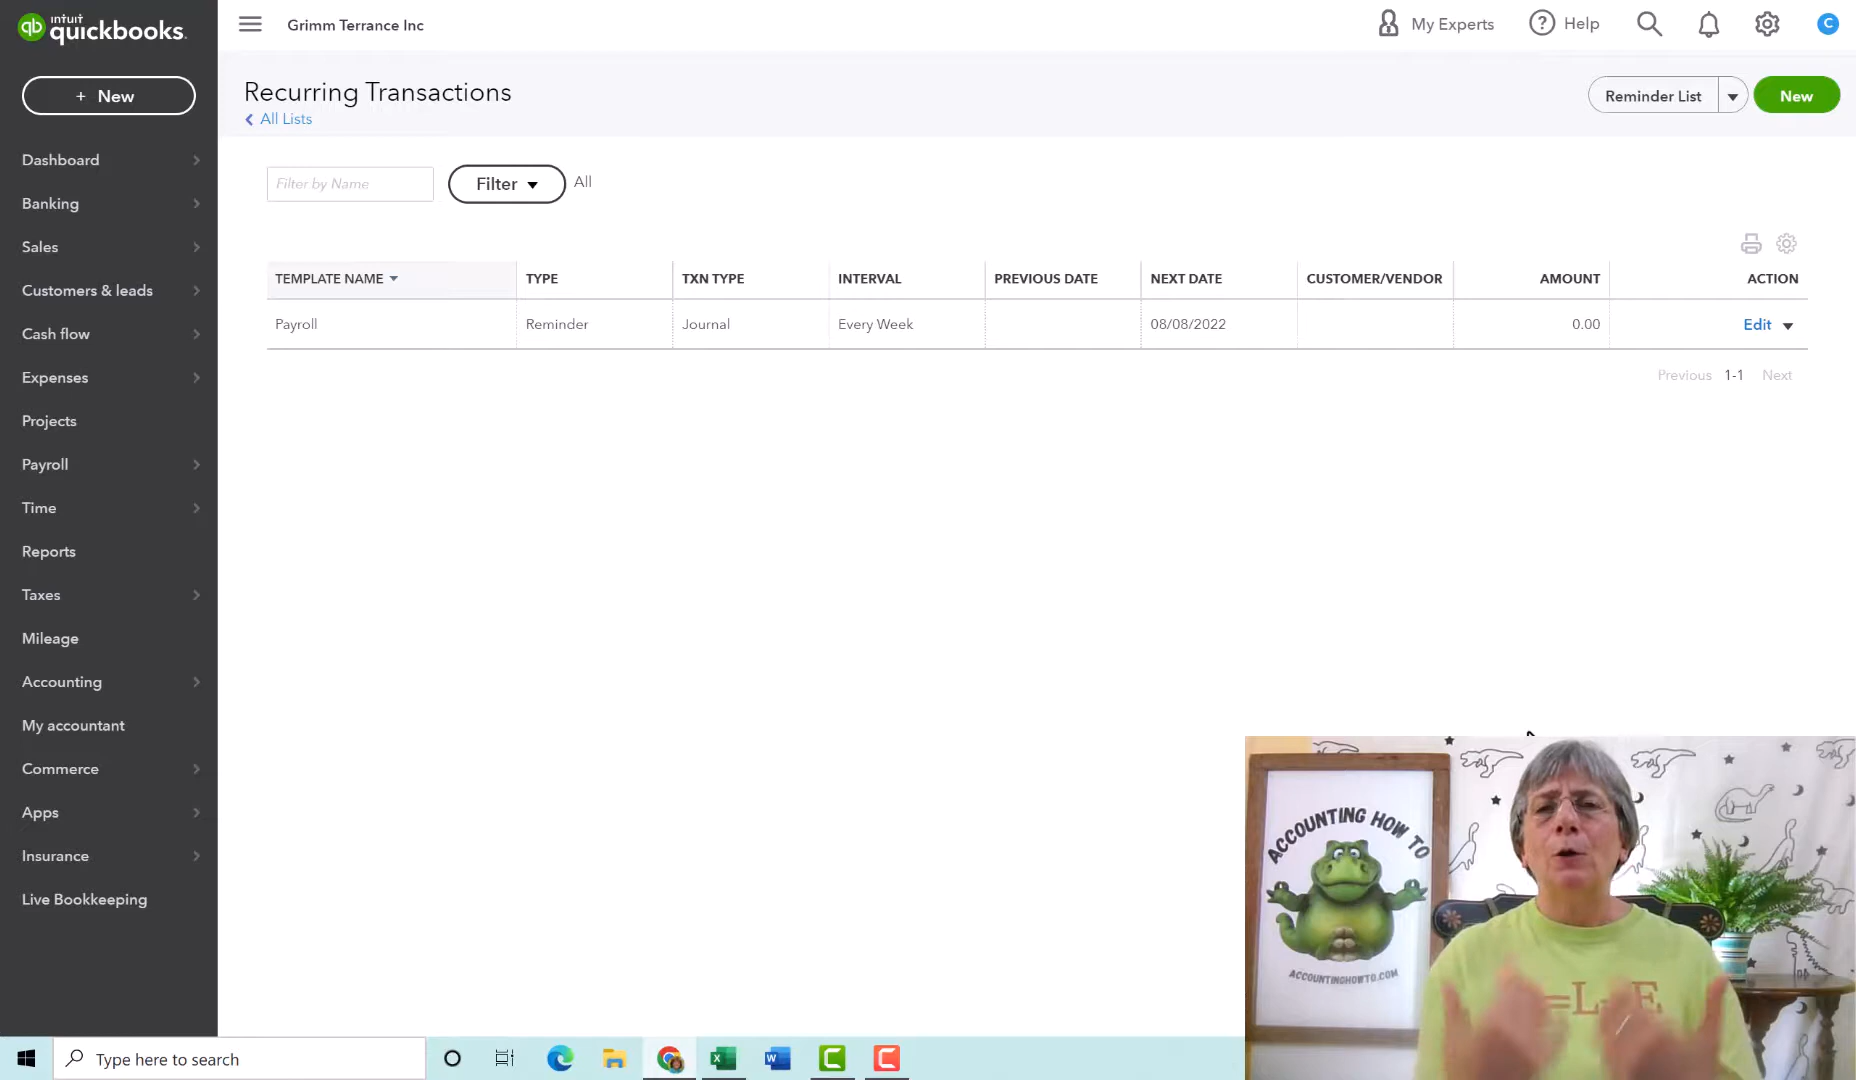 intuit
quickbooks.
Grimm Terrance Inc
My Experts
Help
C
+ New
Recurring Transactions
All Lists
Reminder List
New
Dashboard
Banking
Sales
Customers & leads
Cash flow
Expenses
Projects
Payroll
Time
Reports
Taxes
Mileage
Accounting
My accountant
Commerce
Apps
Insurance
Live Bookkeeping
Filter by Name
Filter
All
TEMPLATE NAME TYPE TXN TYPE INTERVAL PREVIOUS DATE NEXT DATE CUSTOMER/VENDOR AMOUNT ACTION
Payroll Reminder Journal Every Week 08/08/2022 0.00 Edit
Previous 1-1 Next
ACCOUNTING HOW TO
ACCOUNTINGHOWTO.COM
Type here to search